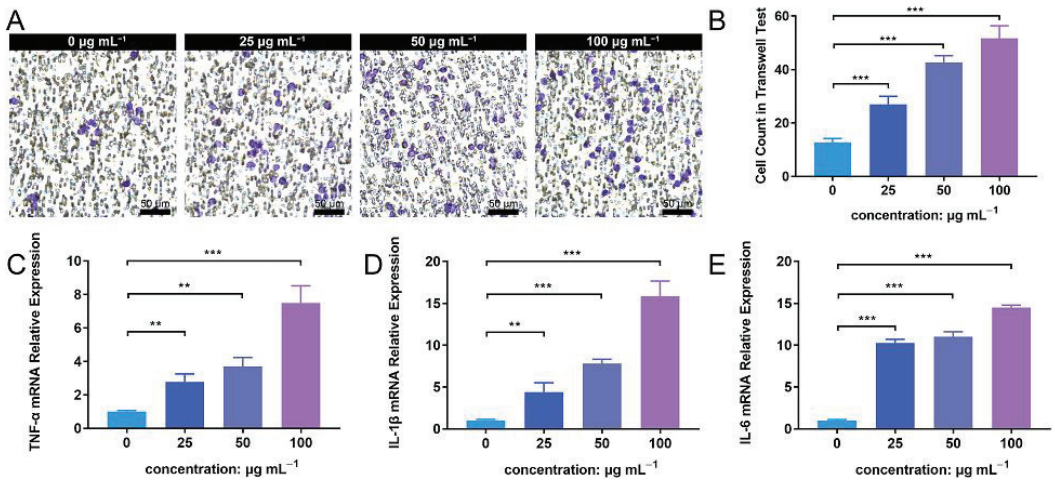 A
0 µg mL⁻¹
25 µg mL⁻¹
50 µg mL⁻¹
100 µg mL⁻¹
50 µm
50 µm
50 µm
50 µm
B
Cell Count in Transwell Test
60
40
20
0
***
***
***
0 25 50 100
concentration: µg mL⁻¹
C
TNF-α mRNA Relative Expression
10
8
6
4
2
0
***
**
**
0 25 50 100
concentration: µg mL⁻¹
D
IL-1β mRNA Relative Expression
20
15
10
5
0
***
***
**
0 25 50 100
concentration: µg mL⁻¹
E
IL-6 mRNA Relative Expression
20
15
10
5
0
***
***
***
0 25 50 100
concentration: µg mL⁻¹